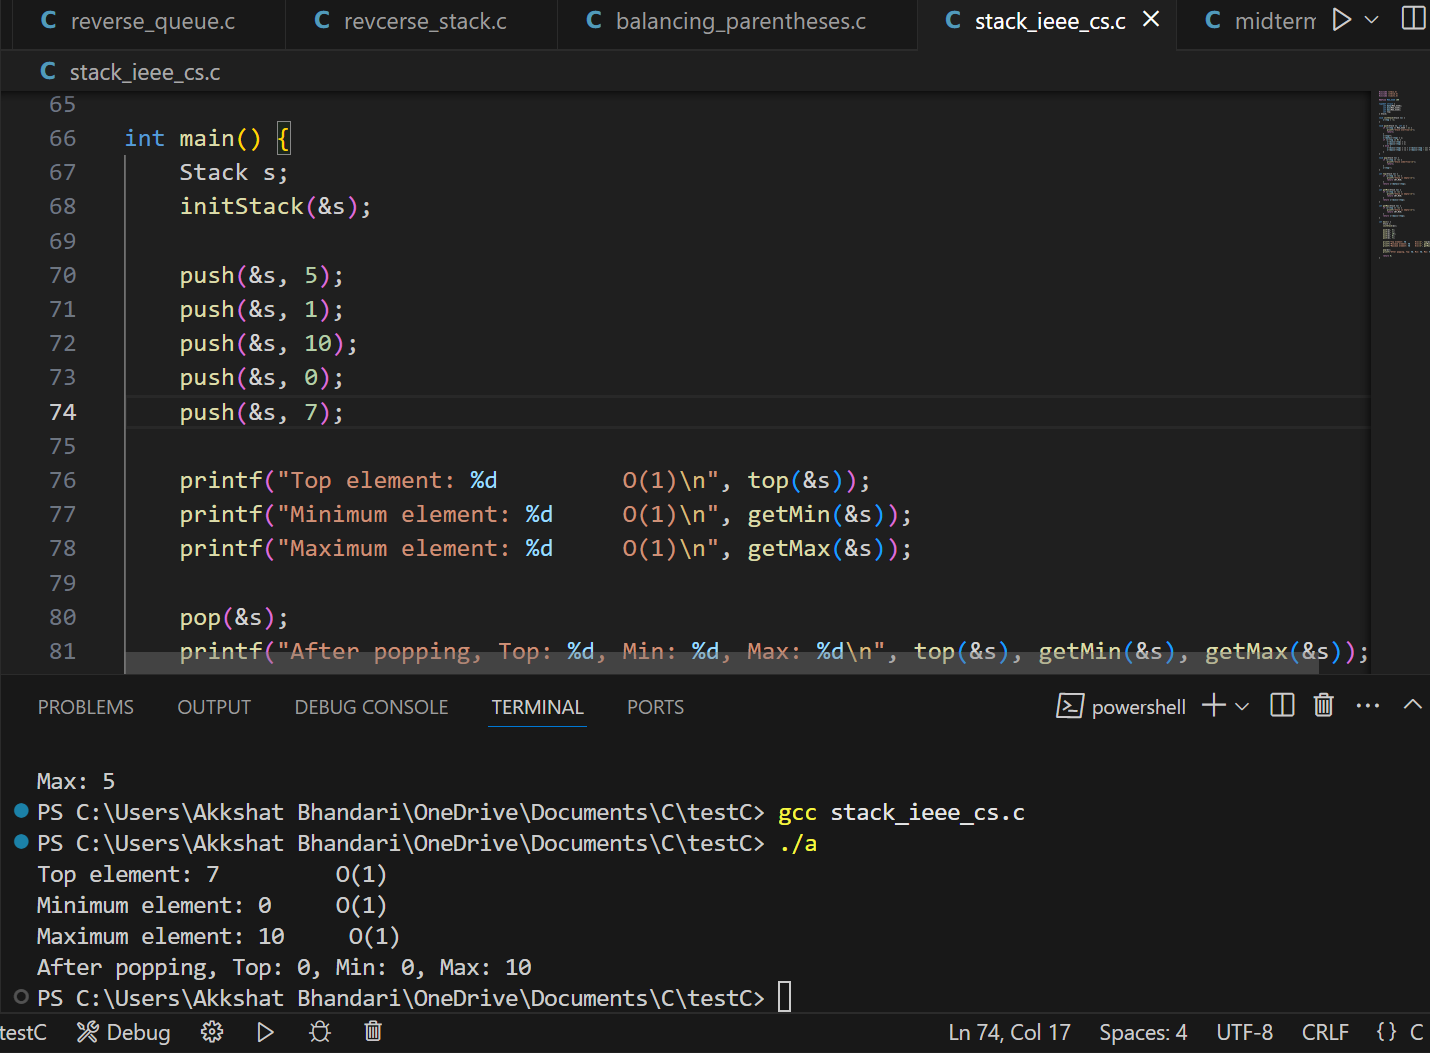 C reverse_queue.c C revcerse_stack.c C balancing_parentheses.c C stack_ieee_cs.c C midterm
C stack_ieee_cs.c
65
66 int main() {
67 Stack s;
68 initStack(&s);
69
70 push(&s, 5);
71 push(&s, 1);
72 push(&s, 10);
73 push(&s, 0);
74 push(&s, 7);
75
76 printf("Top element: %d         O(1)\n", top(&s));
77 printf("Minimum element: %d     O(1)\n", getMin(&s));
78 printf("Maximum element: %d     O(1)\n", getMax(&s));
79
80 pop(&s);
81 printf("After popping, Top: %d, Min: %d, Max: %d\n", top(&s), getMin(&s), getMax(&s));
PROBLEMS OUTPUT DEBUG CONSOLE TERMINAL PORTS powershell
Max: 5
PS C:\Users\Akkshat Bhandari\OneDrive\Documents\C\testC> gcc stack_ieee_cs.c
PS C:\Users\Akkshat Bhandari\OneDrive\Documents\C\testC> ./a
Top element: 7         O(1)
Minimum element: 0     O(1)
Maximum element: 10     O(1)
After popping, Top: 0, Min: 0, Max: 10
PS C:\Users\Akkshat Bhandari\OneDrive\Documents\C\testC>
testC Debug Ln 74, Col 17 Spaces: 4 UTF-8 CRLF {} C